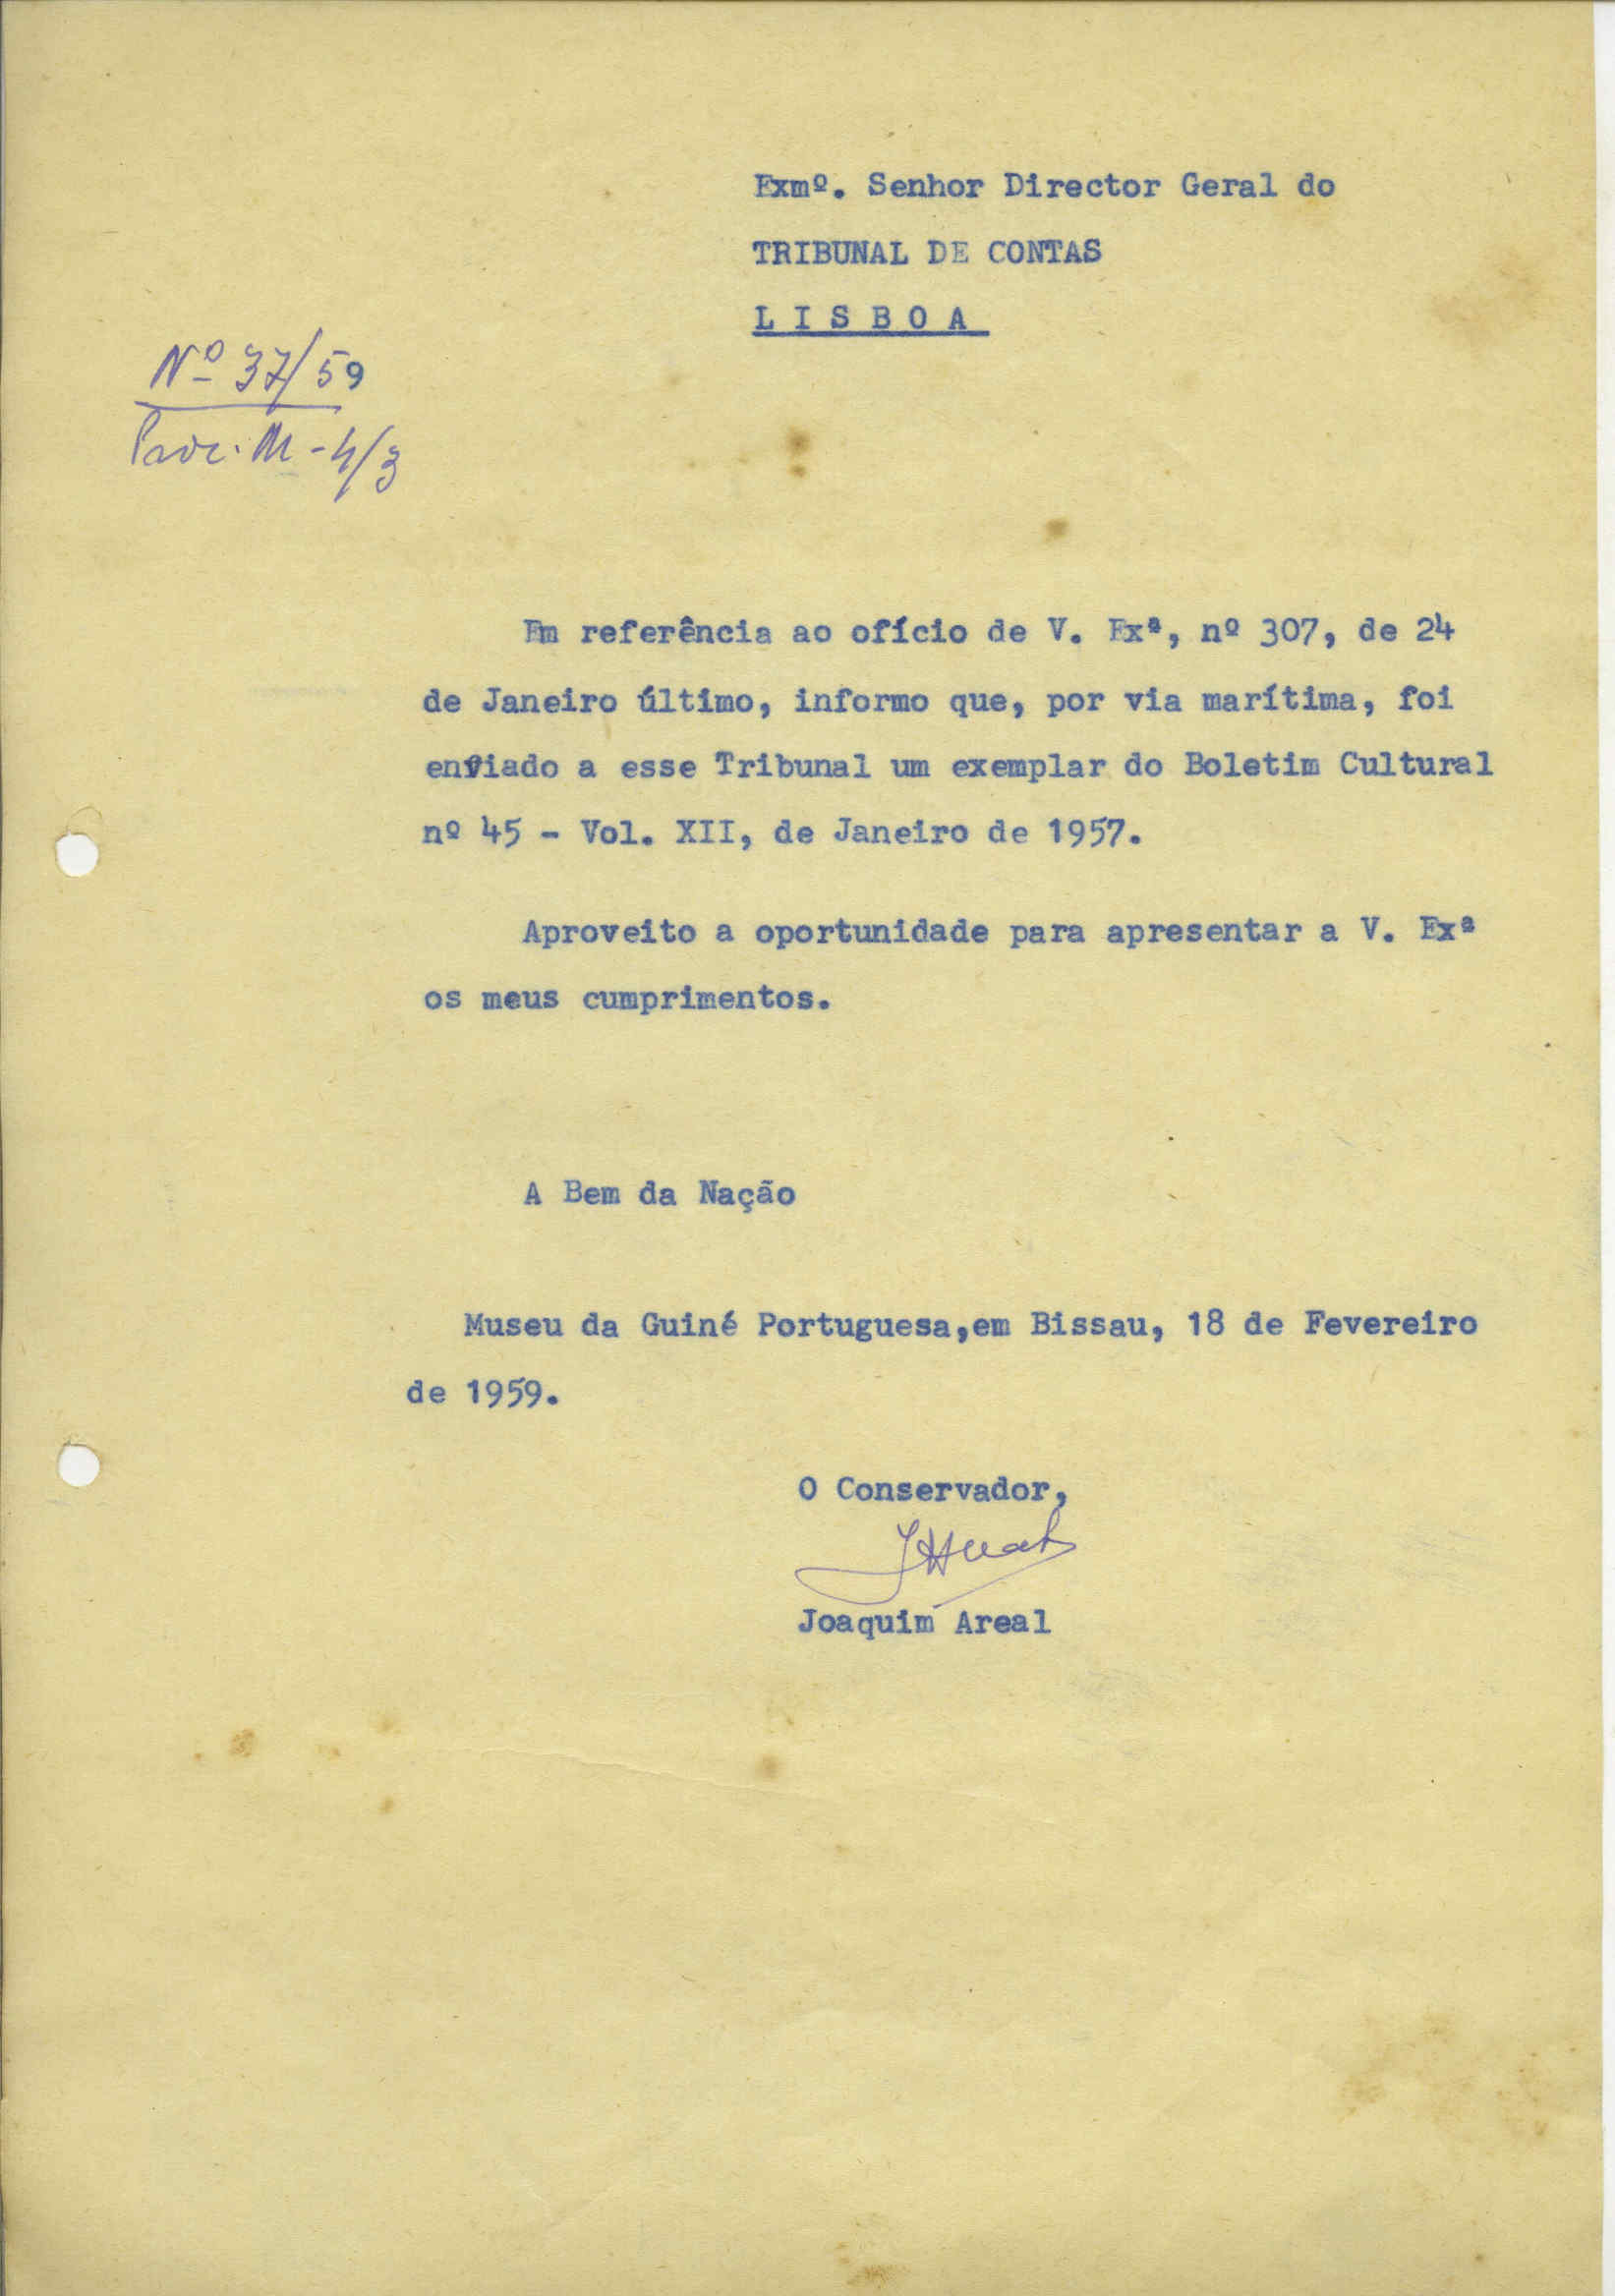 Exmº. Senhor Director Geral do
TRIBUNAL DE CONTAS
L I S B O A
Nº 37/59
Proc. M-4/3
Em referência ao ofício de V. Exª, nº 307, de 24
de Janeiro último, informo que, por via marítima, foi
enviado a esse Tribunal um exemplar do Boletim Cultural
nº 45 - Vol. XII, de Janeiro de 1957.
Aproveito a oportunidade para apresentar a V. Exª
os meus cumprimentos.
A Bem da Nação
Museu da Guiné Portuguesa,em Bissau, 18 de Fevereiro
de 1959.
O Conservador,
Joaquim Areal